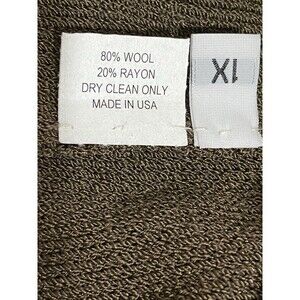 80% WOOL
20% RAYON
DRY CLEAN ONLY
MADE IN USA
1X